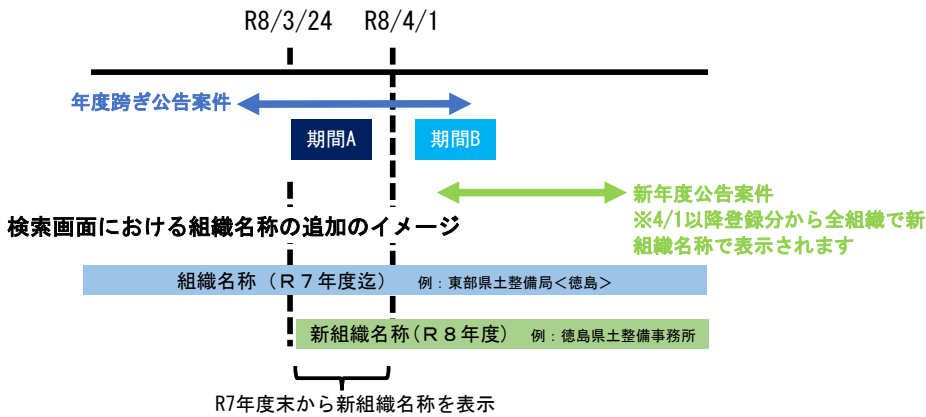 R8/3/24 R8/4/1
年度跨ぎ公告案件
期間A 期間B
新年度公告案件
※4/1以降登録分から全組織で新
組織名称で表示されます
検索画面における組織名称の追加のイメージ
組織名称（Ｒ７年度迄） 例：東部県土整備局＜徳島＞
新組織名称（Ｒ８年度） 例：徳島県土整備事務所
R7年度末から新組織名称を表示